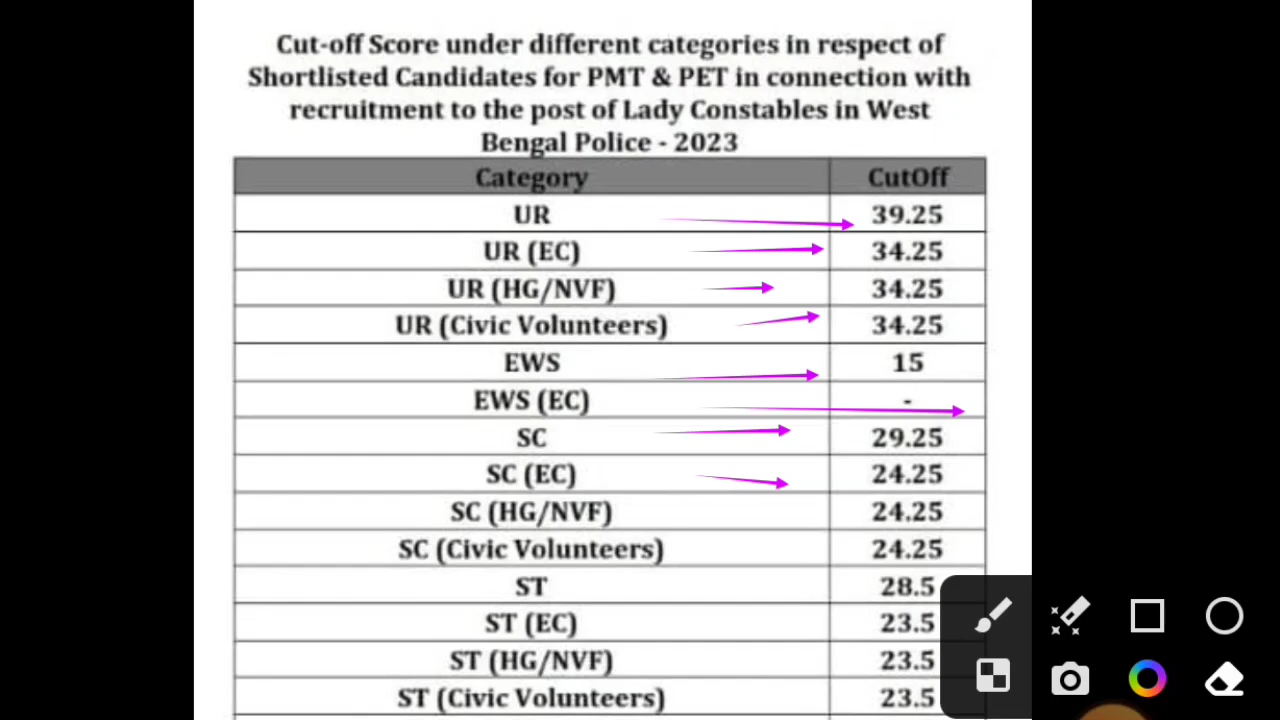 Cut-off Score under different categories in respect of
Shortlisted Candidates for PMT & PET in connection with
recruitment to the post of Lady Constables in West
Bengal Police - 2023
Category CutOff
UR 39.25
UR (EC) 34.25
UR (HG/NVF) 34.25
UR (Civic Volunteers) 34.25
EWS 15
EWS (EC) -
SC 29.25
SC (EC) 24.25
SC (HG/NVF) 24.25
SC (Civic Volunteers) 24.25
ST 28.5
ST (EC) 23.5
ST (HG/NVF) 23.5
ST (Civic Volunteers) 23.5